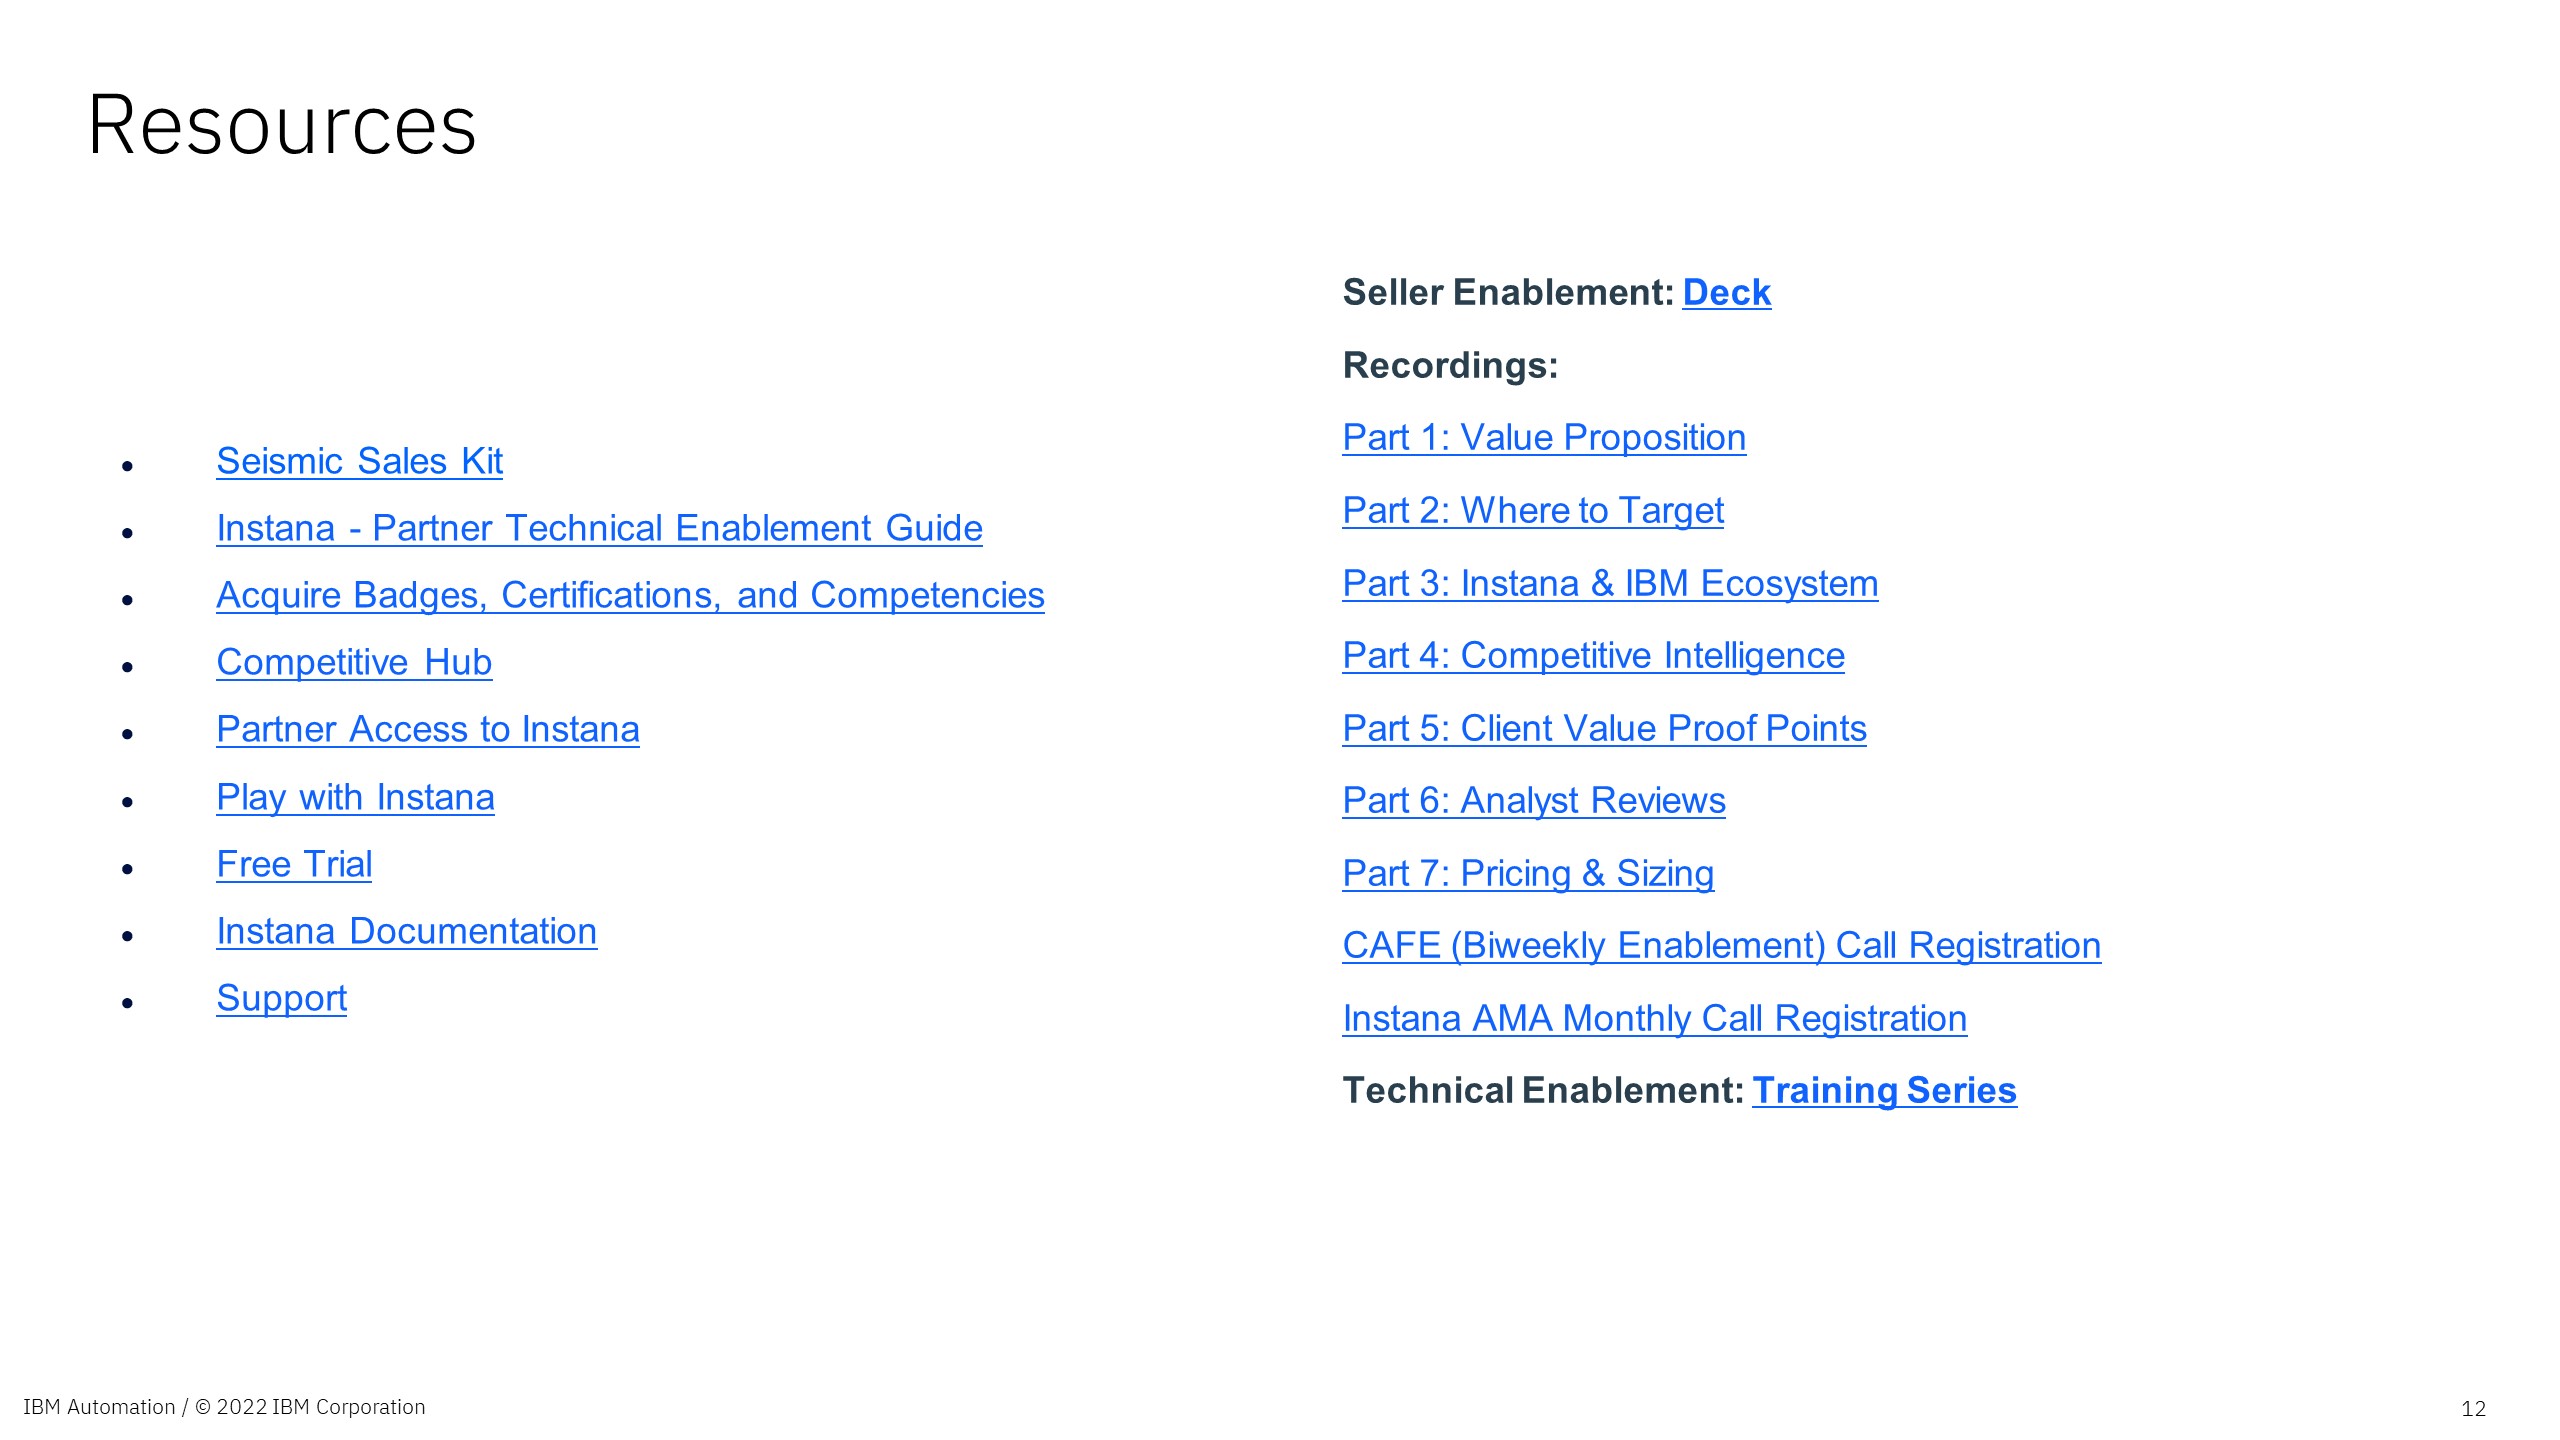 Resources
• Seismic Sales Kit
• Instana - Partner Technical Enablement Guide
• Acquire Badges, Certifications, and Competencies
• Competitive Hub
• Partner Access to Instana
• Play with Instana
• Free Trial
• Instana Documentation
• Support
Seller Enablement: Deck
Recordings:
Part 1: Value Proposition
Part 2: Where to Target
Part 3: Instana & IBM Ecosystem
Part 4: Competitive Intelligence
Part 5: Client Value Proof Points
Part 6: Analyst Reviews
Part 7: Pricing & Sizing
CAFE (Biweekly Enablement) Call Registration
Instana AMA Monthly Call Registration
Technical Enablement: Training Series
IBM Automation / © 2022 IBM Corporation
12